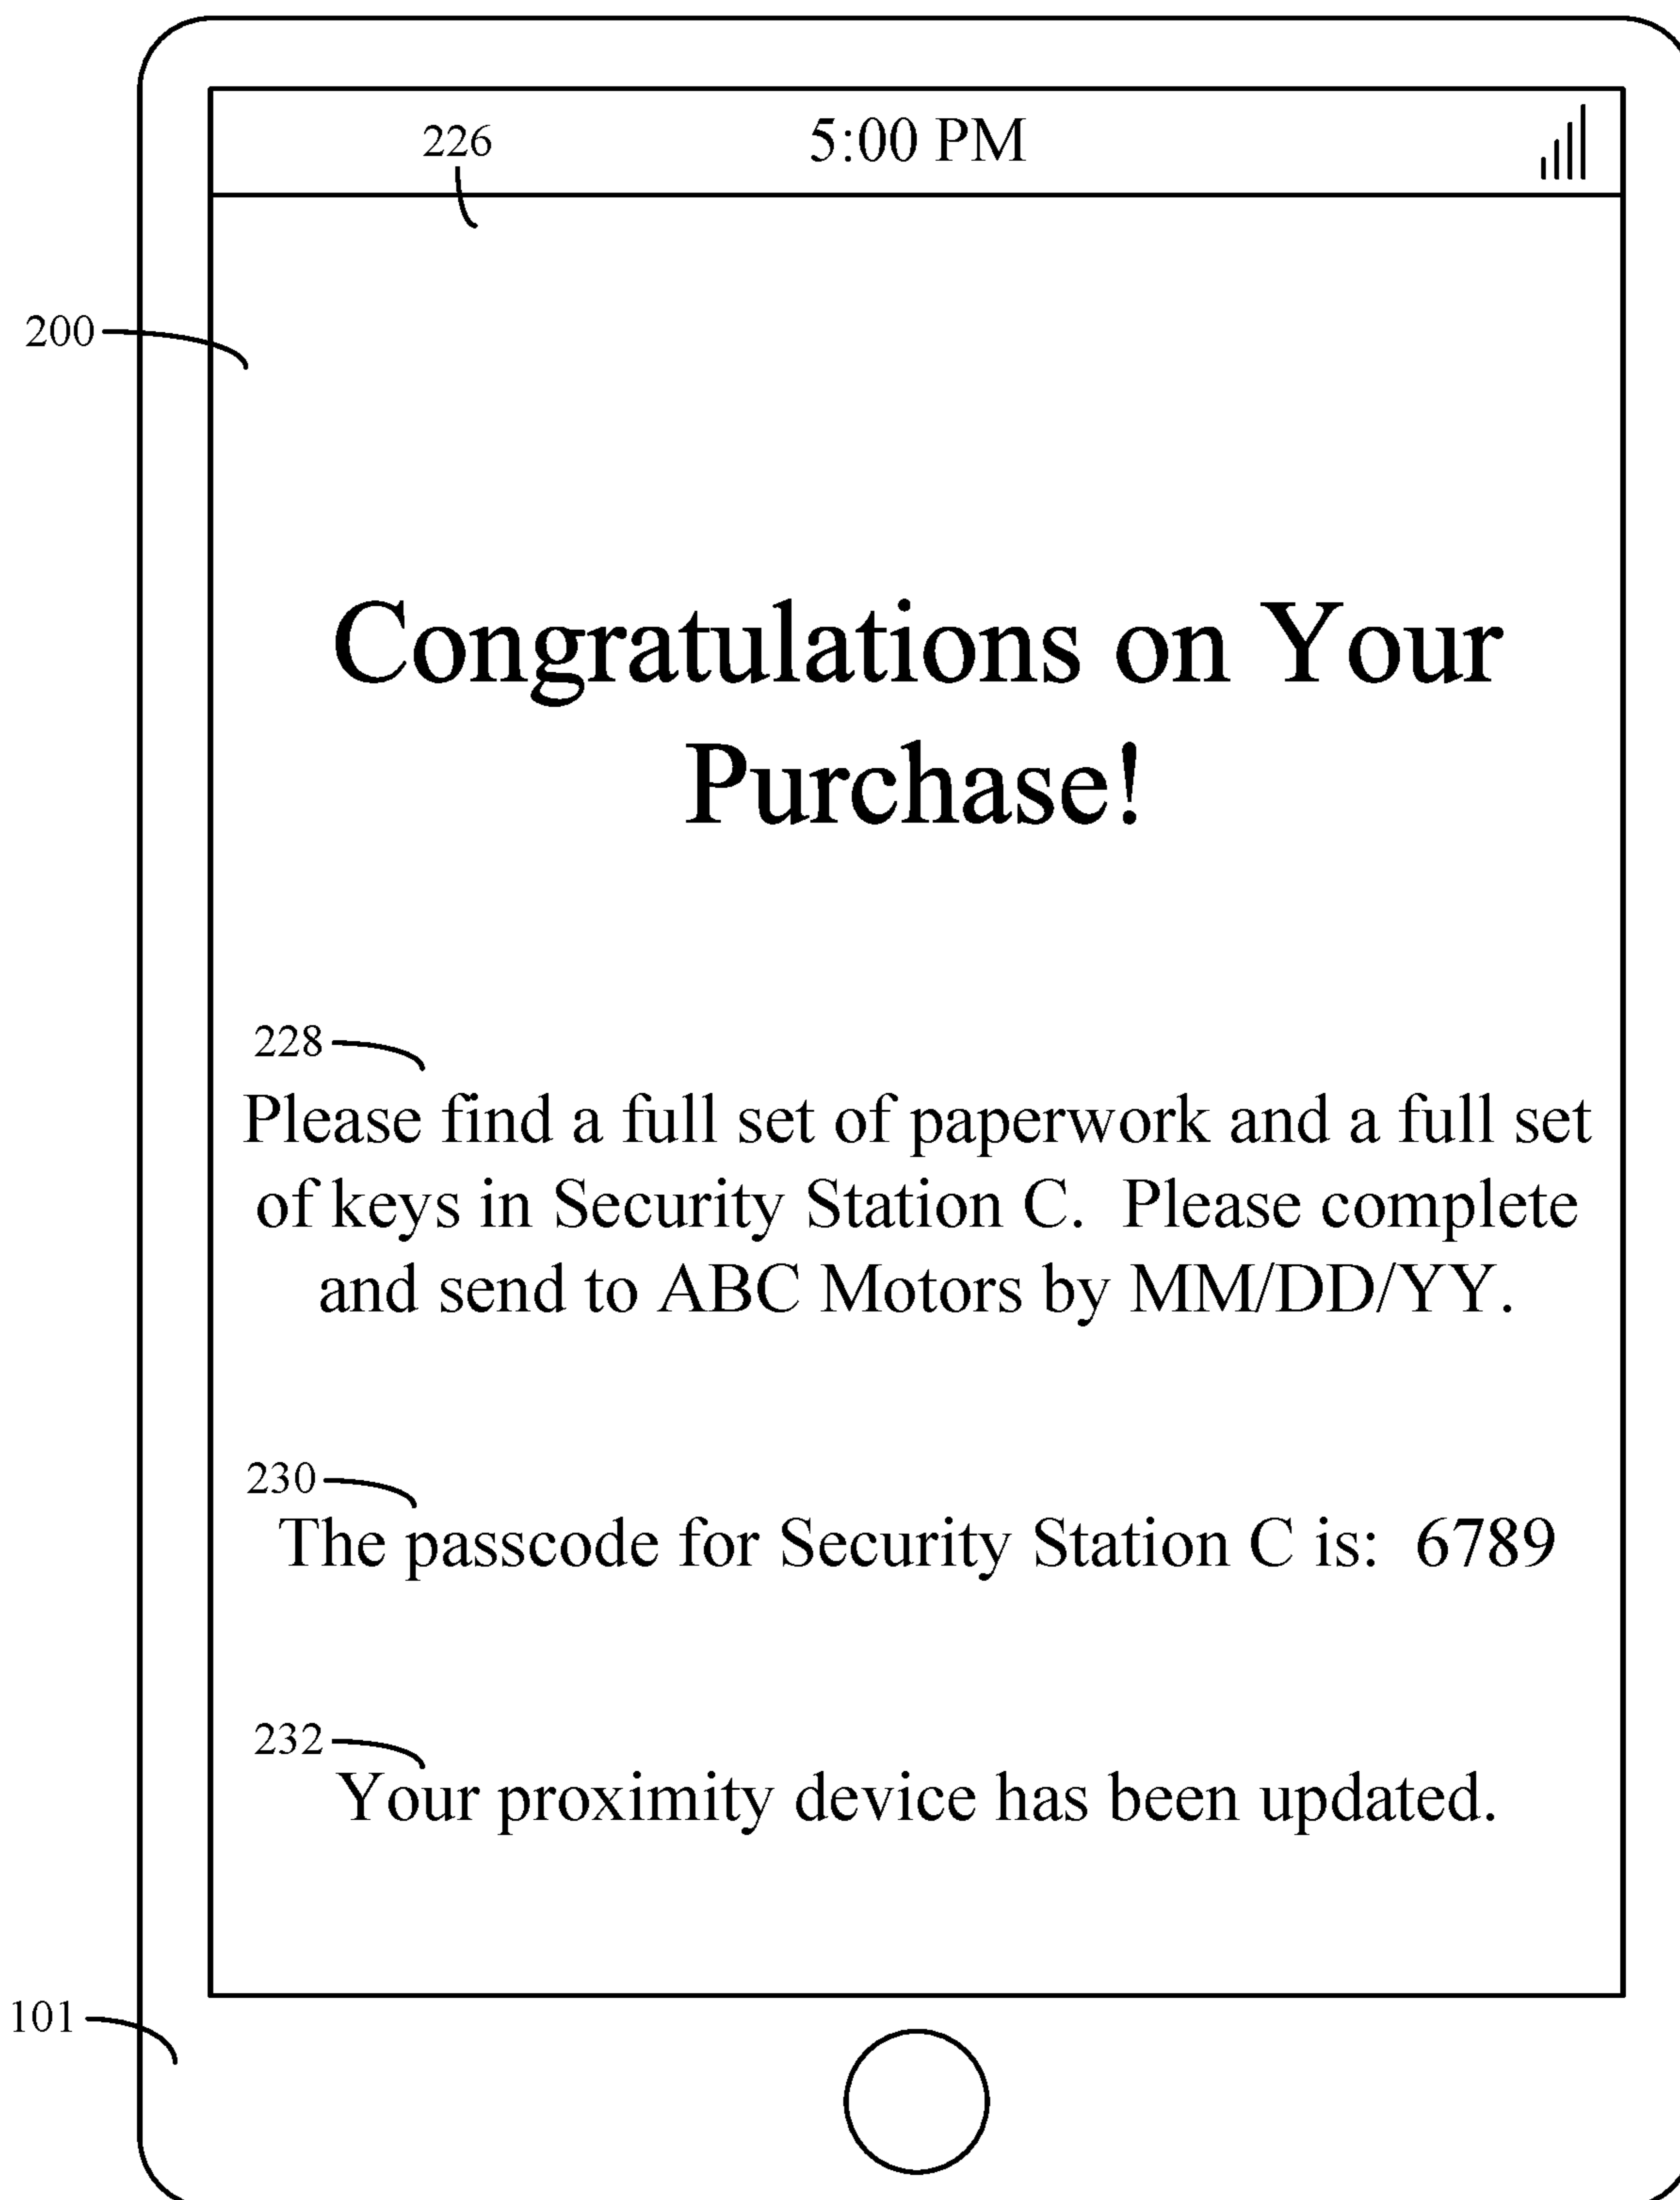 226
5:00 PM
200
Congratulations on Your
Purchase!
228
Please find a full set of paperwork and a full set
of keys in Security Station C.  Please complete
and send to ABC Motors by MM/DD/YY.
230
The passcode for Security Station C is:  6789
232
Your proximity device has been updated.
101